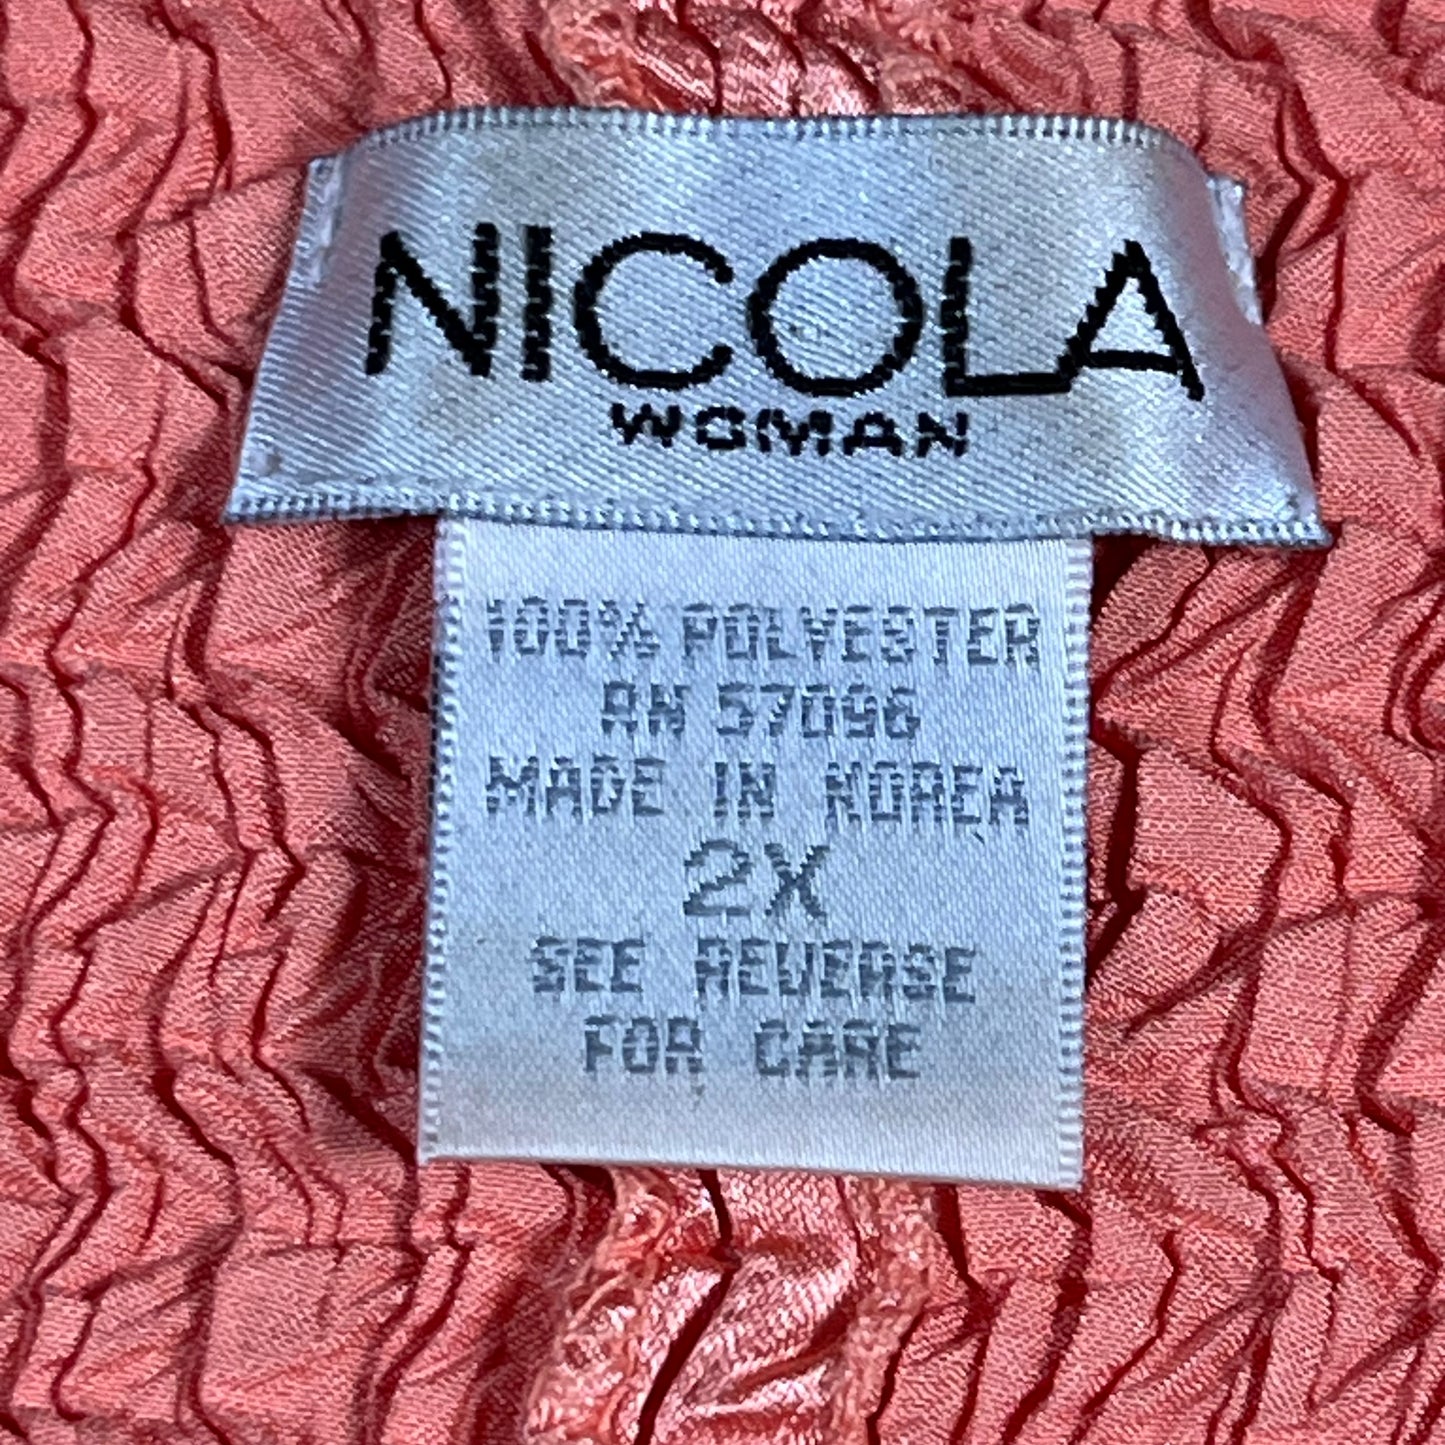 NICOLA
WOMAN
100% POLYESTER
RN 57096
MADE IN KOREA
2X
SEE REVERSE
FOR CARE